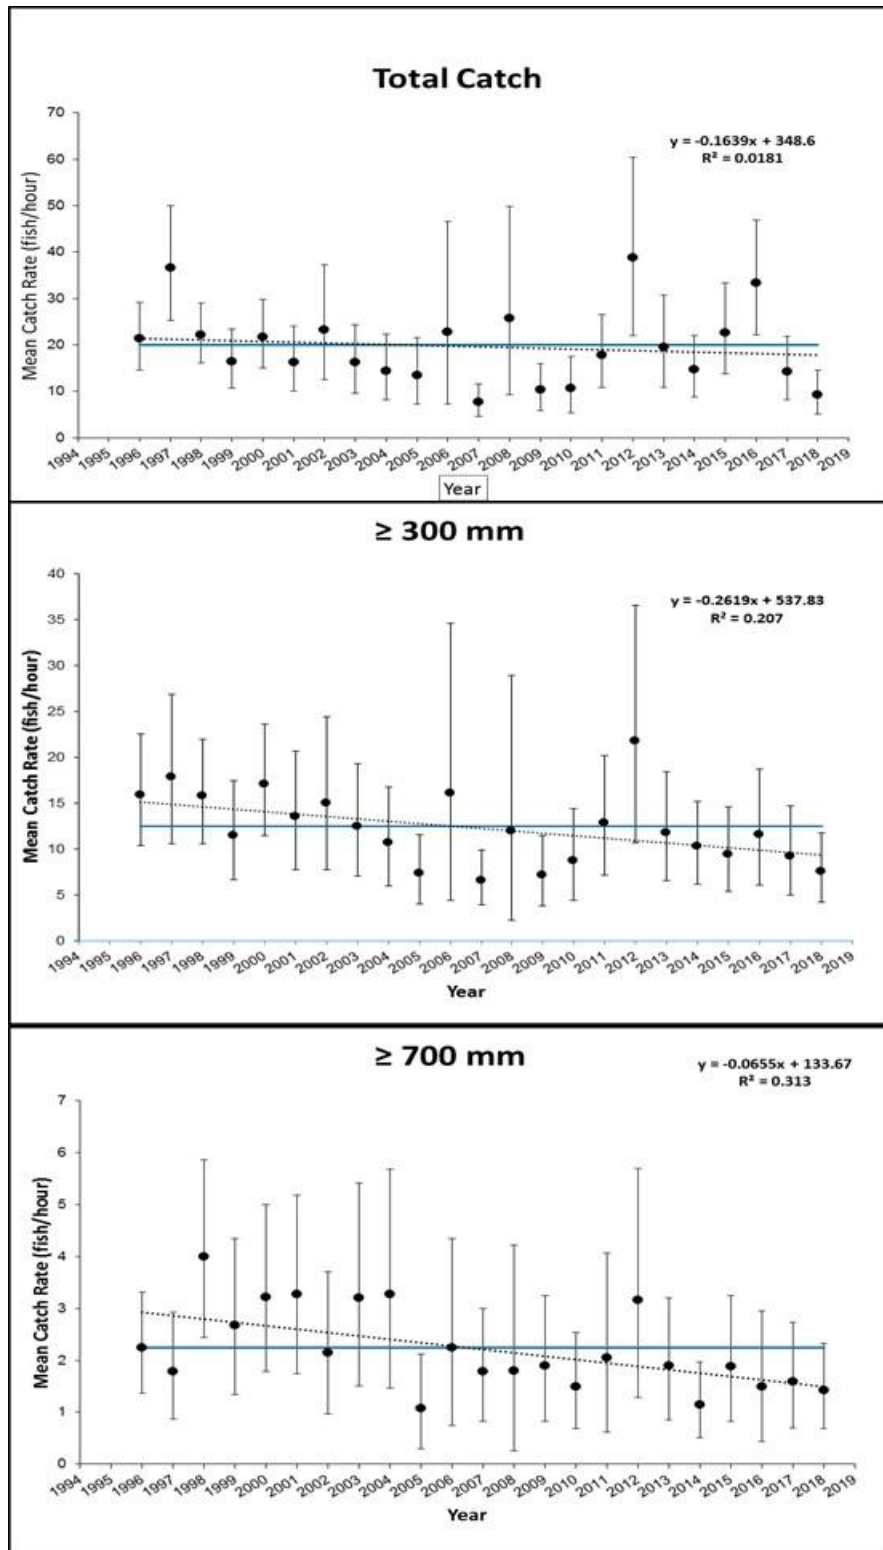 Total Catch
y = -0.1639x + 348.6
R² = 0.0181
Mean Catch Rate (fish/hour)
70
60
50
40
30
20
10
0
1994 1995 1996 1997 1998 1999 2000 2001 2002 2003 2004 2005 2006 2007 2008 2009 2010 2011 2012 2013 2014 2015 2016 2017 2018 2019
Year
≥ 300 mm
y = -0.2619x + 537.83
R² = 0.207
Mean Catch Rate (fish/hour)
40
35
30
25
20
15
10
5
0
1994 1995 1996 1997 1998 1999 2000 2001 2002 2003 2004 2005 2006 2007 2008 2009 2010 2011 2012 2013 2014 2015 2016 2017 2018 2019
Year
≥ 700 mm
y = -0.0655x + 133.67
R² = 0.313
Mean Catch Rate (fish/hour)
7
6
5
4
3
2
1
0
1994 1995 1996 1997 1998 1999 2000 2001 2002 2003 2004 2005 2006 2007 2008 2009 2010 2011 2012 2013 2014 2015 2016 2017 2018 2019
Year